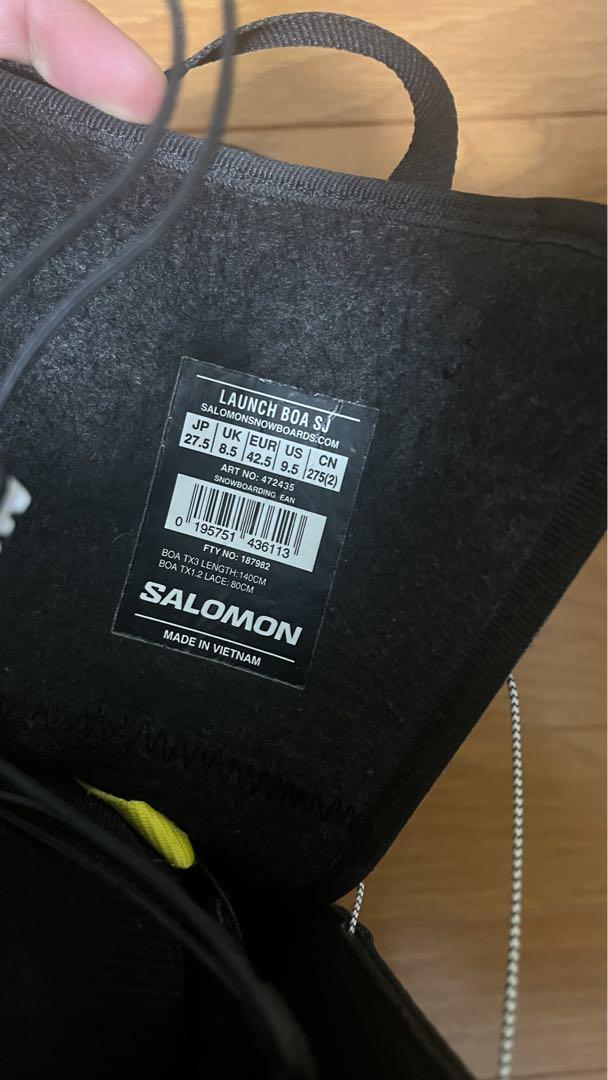 LAUNCH BOA SJ
SALOMONSNOWBOARDS.COM
JP UK EUR US CN
27.5 8.5 42.5 9.5 275(2)
ART NO: 472435
SNOWBOARDING EAN
0 195751 436113
FTY NO: 187982
BOA TX3 LENGTH:140CM
BOA TX1.2 LACE: 80CM
SALOMON
MADE IN VIETNAM